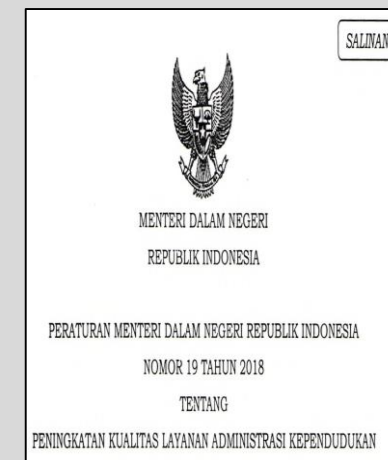 SALINAN
MENTERI DALAM NEGERI
REPUBLIK INDONESIA
PERATURAN MENTERI DALAM NEGERI REPUBLIK INDONESIA
NOMOR 19 TAHUN 2018
TENTANG
PENINGKATAN KUALITAS LAYANAN ADMINISTRASI KEPENDUDUKAN